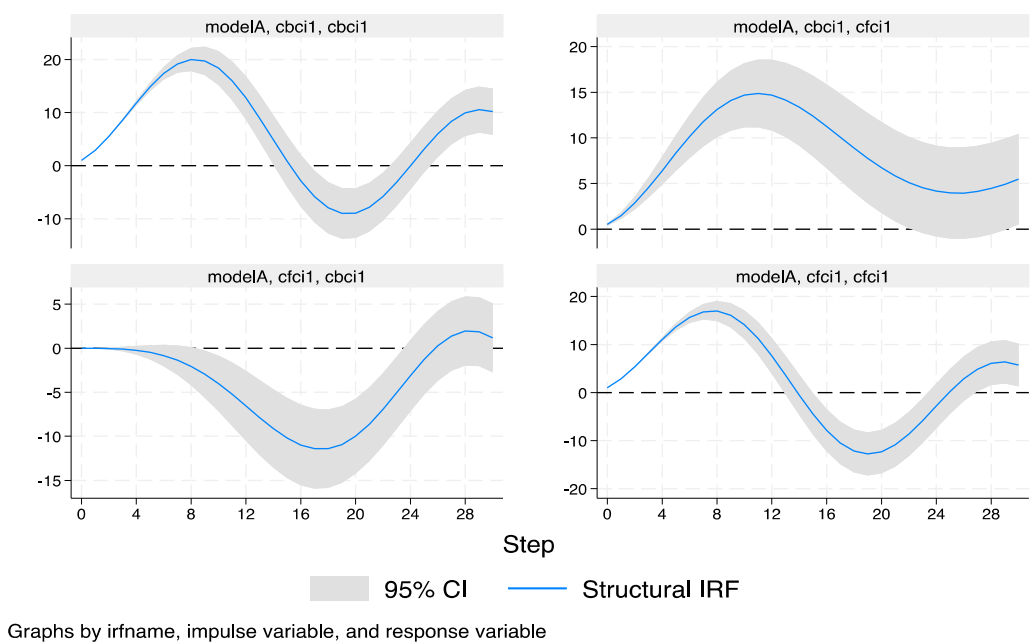 modelA, cbci1, cbci1
20
10
0
-10
modelA, cbci1, cfci1
20
15
10
5
0
modelA, cfci1, cbci1
5
0
-5
-10
-15
0 4 8 12 16 20 24 28
modelA, cfci1, cfci1
20
10
0
-10
-20
0 4 8 12 16 20 24 28
Step
95% CI Structural IRF
Graphs by irfname, impulse variable, and response variable